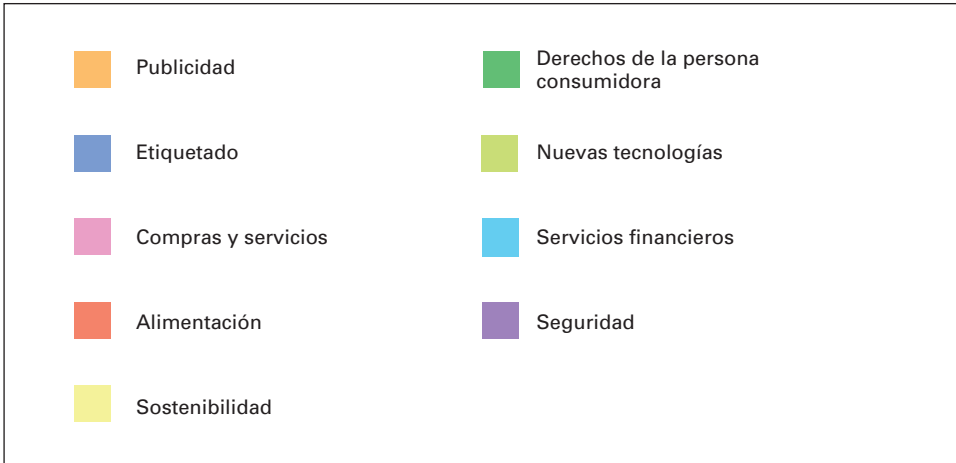 Publicidad
Etiquetado
Compras y servicios
Alimentación
Sostenibilidad
Derechos de la persona
consumidora
Nuevas tecnologías
Servicios financieros
Seguridad